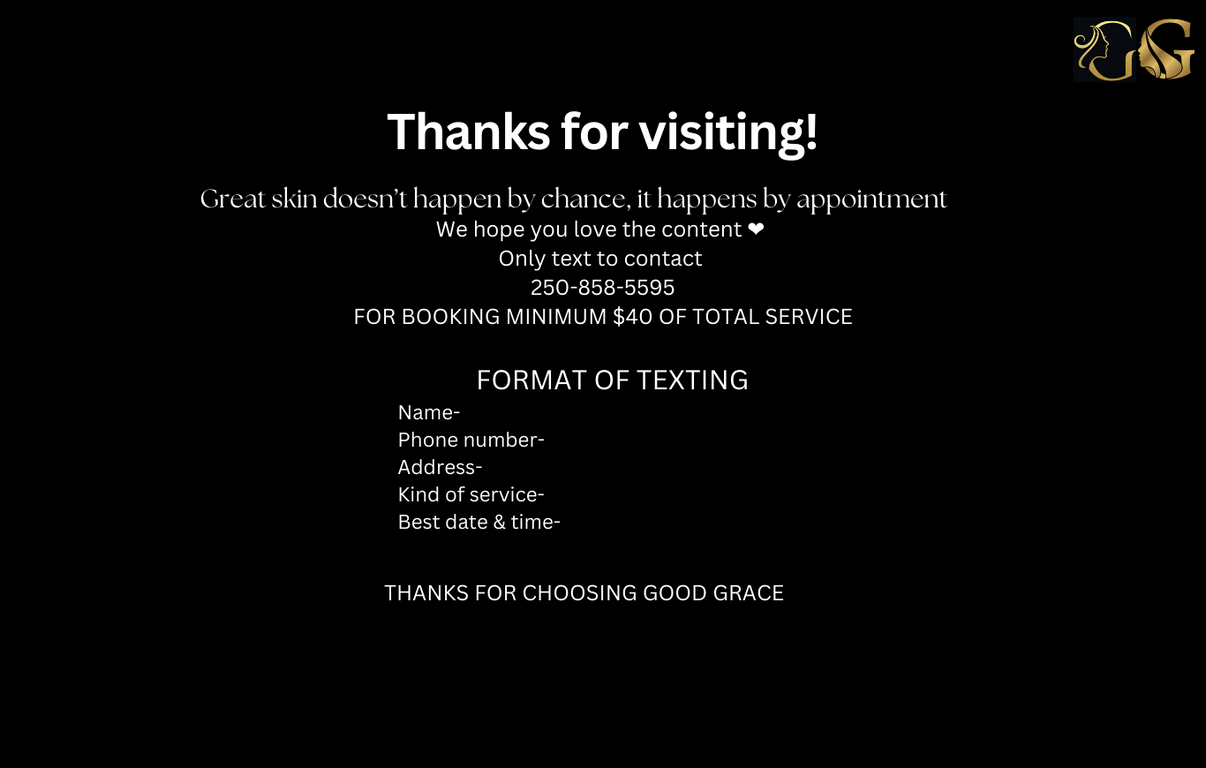 GG
Thanks for visiting!
Great skin doesn’t happen by chance, it happens by appointment
We hope you love the content ❤
Only text to contact
250-858-5595
FOR BOOKING MINIMUM $40 OF TOTAL SERVICE
FORMAT OF TEXTING
Name-
Phone number-
Address-
Kind of service-
Best date & time-
THANKS FOR CHOOSING GOOD GRACE